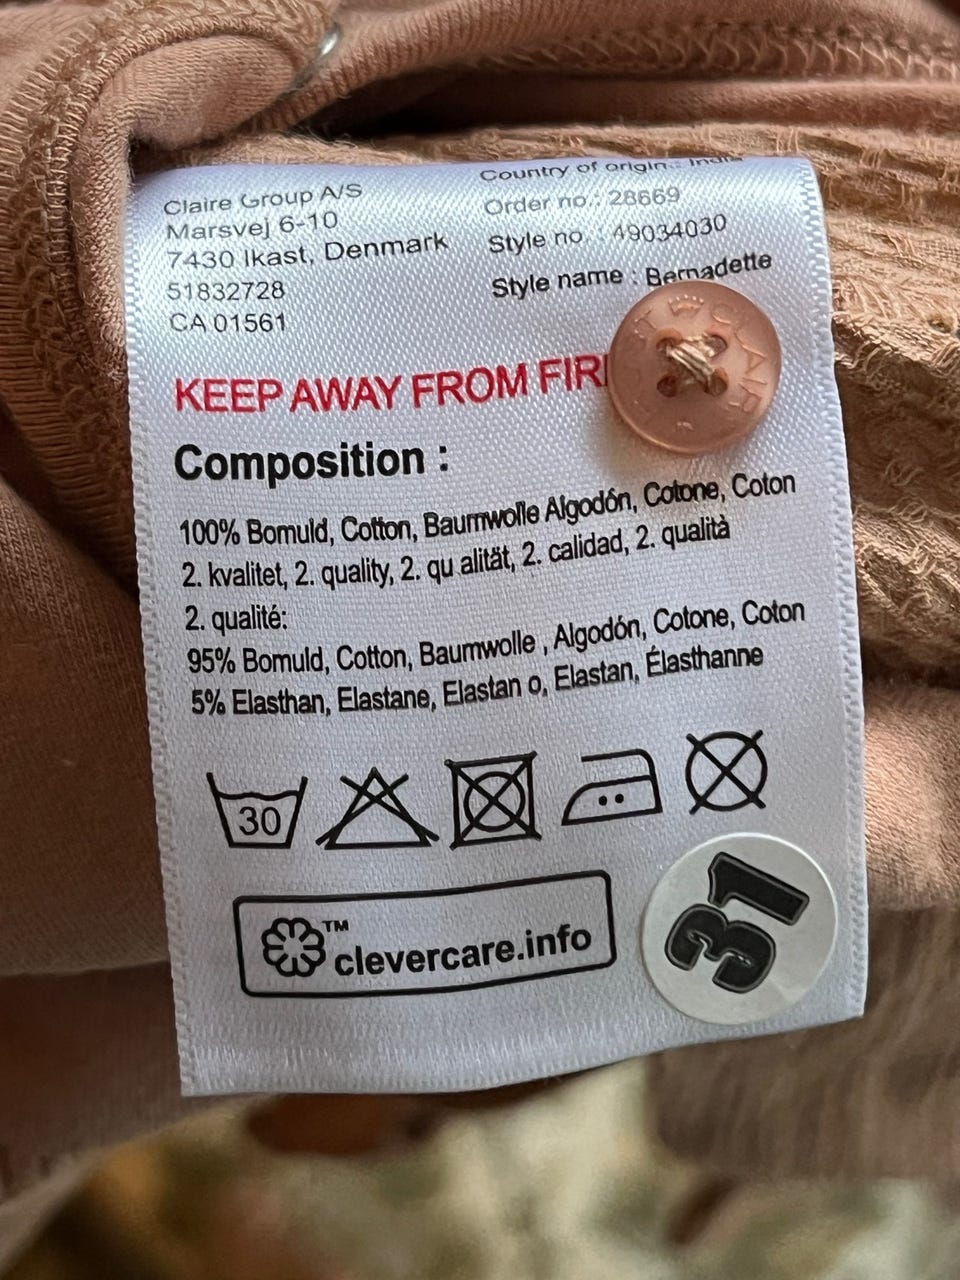 Claire Group A/S
Marsvej 6-10
7430 Ikast, Denmark
51832728
CA 01561
Country of origin.: India
Order no.: 28669
Style no. : 49034030
Style name : Bernadette
KEEP AWAY FROM FIR
Composition :
100% Bomuld, Cotton, Baumwolle Algodón, Cotone, Coton
2. kvalitet, 2. quality, 2. qu alität, 2. calidad, 2. qualità
2. qualité:
95% Bomuld, Cotton, Baumwolle , Algodón, Cotone, Coton
5% Elasthan, Elastane, Elastan o, Elastan, Élasthanne
30
TM
clevercare.info
31